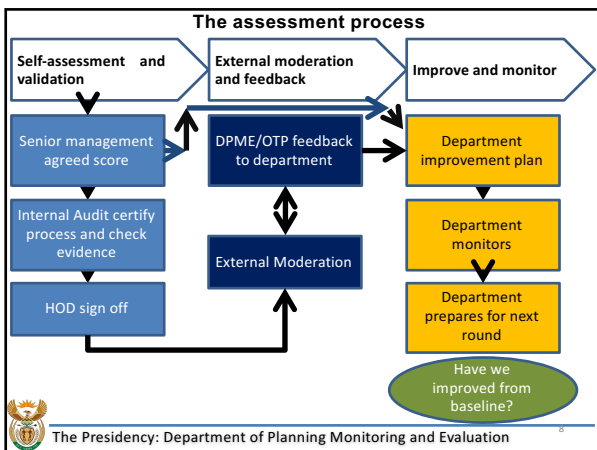 The assessment process
Self-assessment and
validation
External moderation
and feedback
Improve and monitor
Senior management
agreed score
DPME/OTP feedback
to department
Department
improvement plan
Internal Audit certify
process and check
evidence
External Moderation
Department
monitors
HOD sign off
Department
prepares for next
round
Have we
improved from
baseline?
The Presidency: Department of Planning Monitoring and Evaluation
8